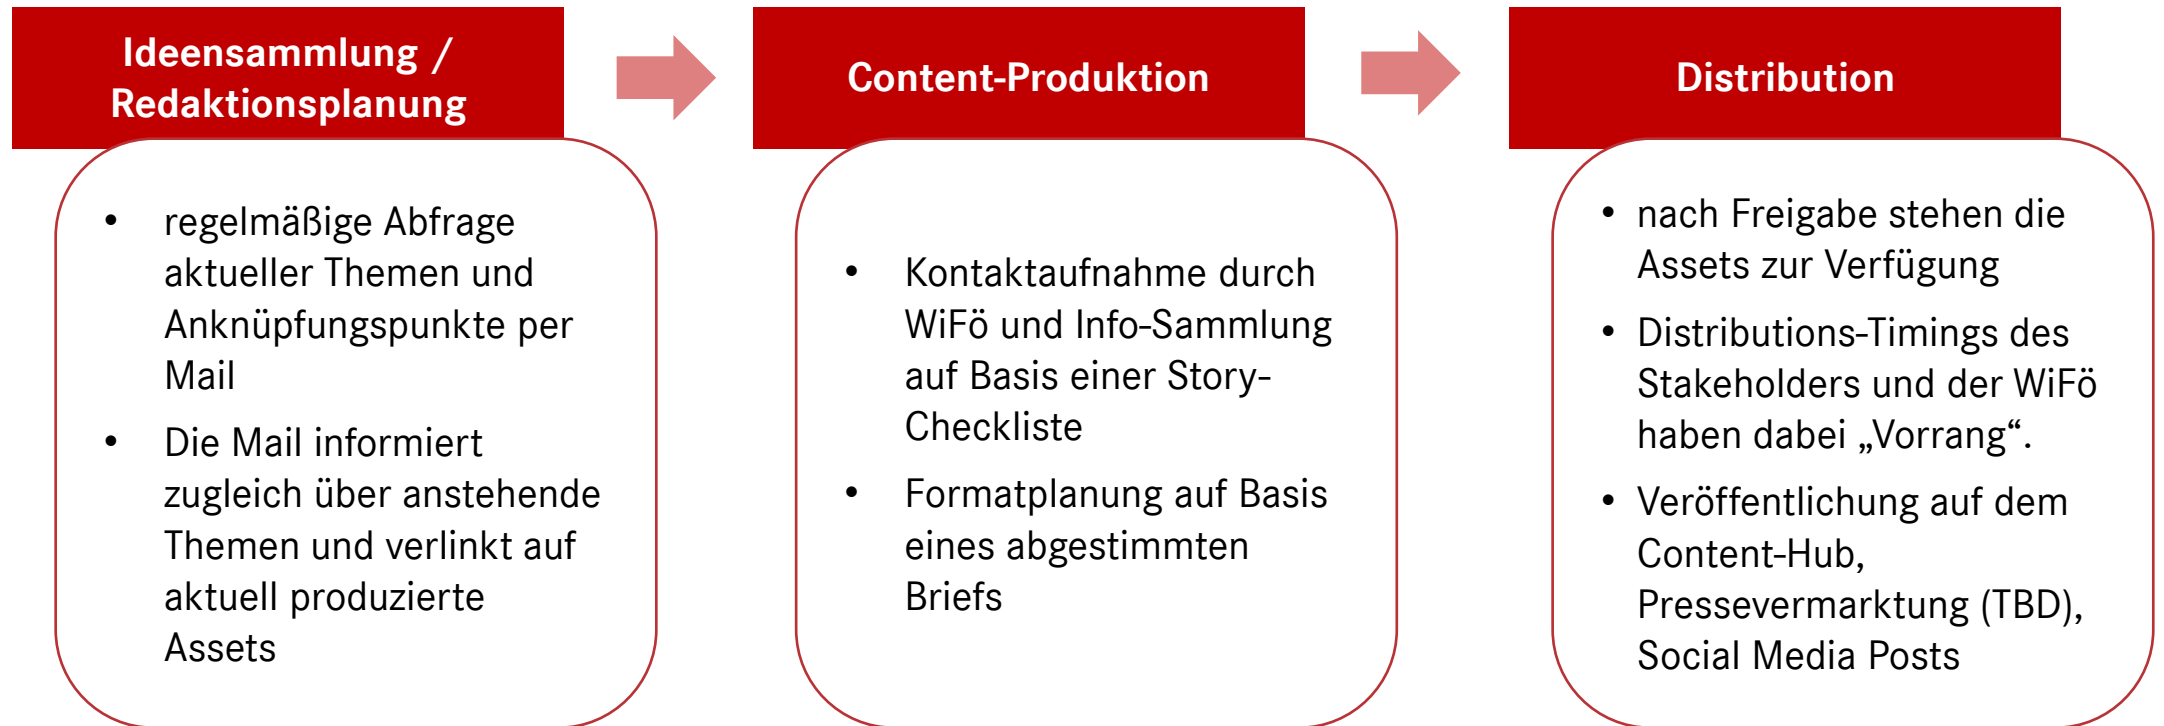 Ideensammlung /
Redaktionsplanung
• regelmäßige Abfrage
aktueller Themen und
Anknüpfungspunkte per
Mail
• Die Mail informiert
zugleich über anstehende
Themen und verlinkt auf
aktuell produzierte
Assets
Content-Produktion
• Kontaktaufnahme durch
WiFö und Info-Sammlung
auf Basis einer Story-
Checkliste
• Formatplanung auf Basis
eines abgestimmten
Briefs
Distribution
• nach Freigabe stehen die
Assets zur Verfügung
• Distributions-Timings des
Stakeholders und der WiFö
haben dabei „Vorrang“.
• Veröffentlichung auf dem
Content-Hub,
Pressevermarktung (TBD),
Social Media Posts